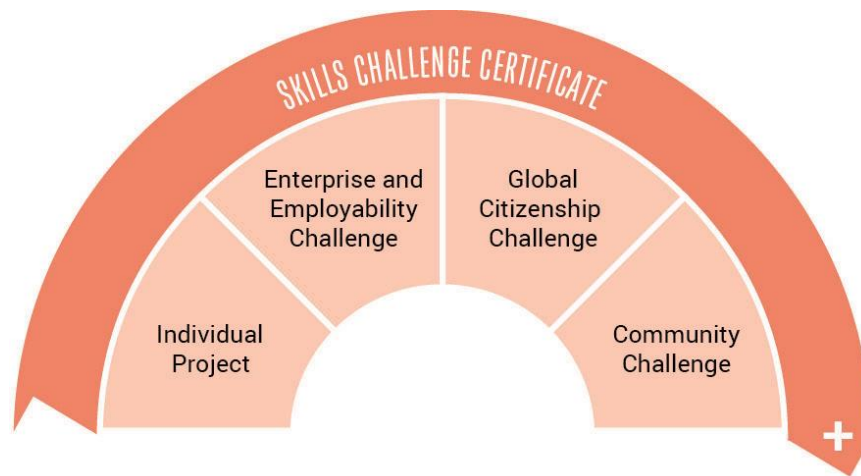 SKILLS CHALLENGE CERTIFICATE
Enterprise and
Employability
Challenge
Global
Citizenship
Challenge
Individual
Project
Community
Challenge
+